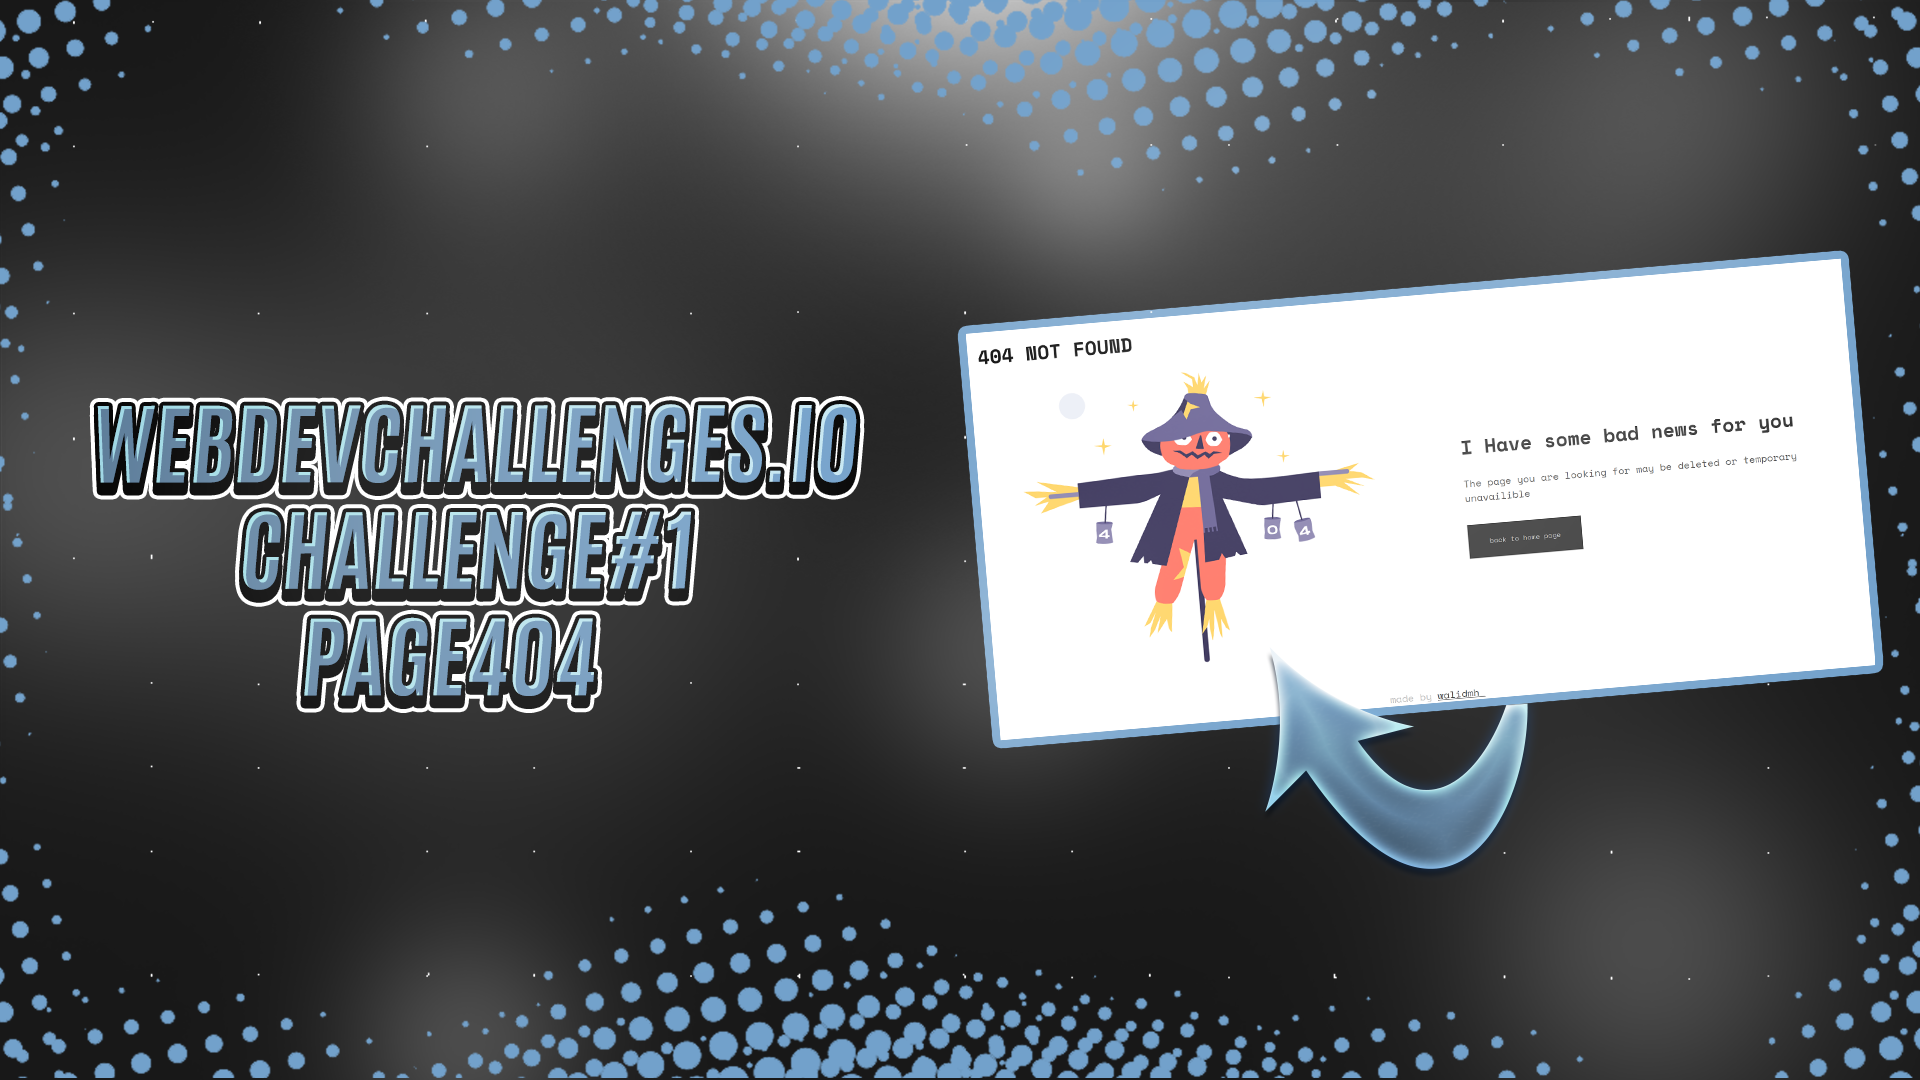 WEBDEVCHALLENGES.IO
CHALLENGE#1
PAGE404
404 NOT FOUND
4
0
4
I Have some bad news for you
The page you are looking for may be deleted or temporary
unavailible
back to home page
made by walidmh_